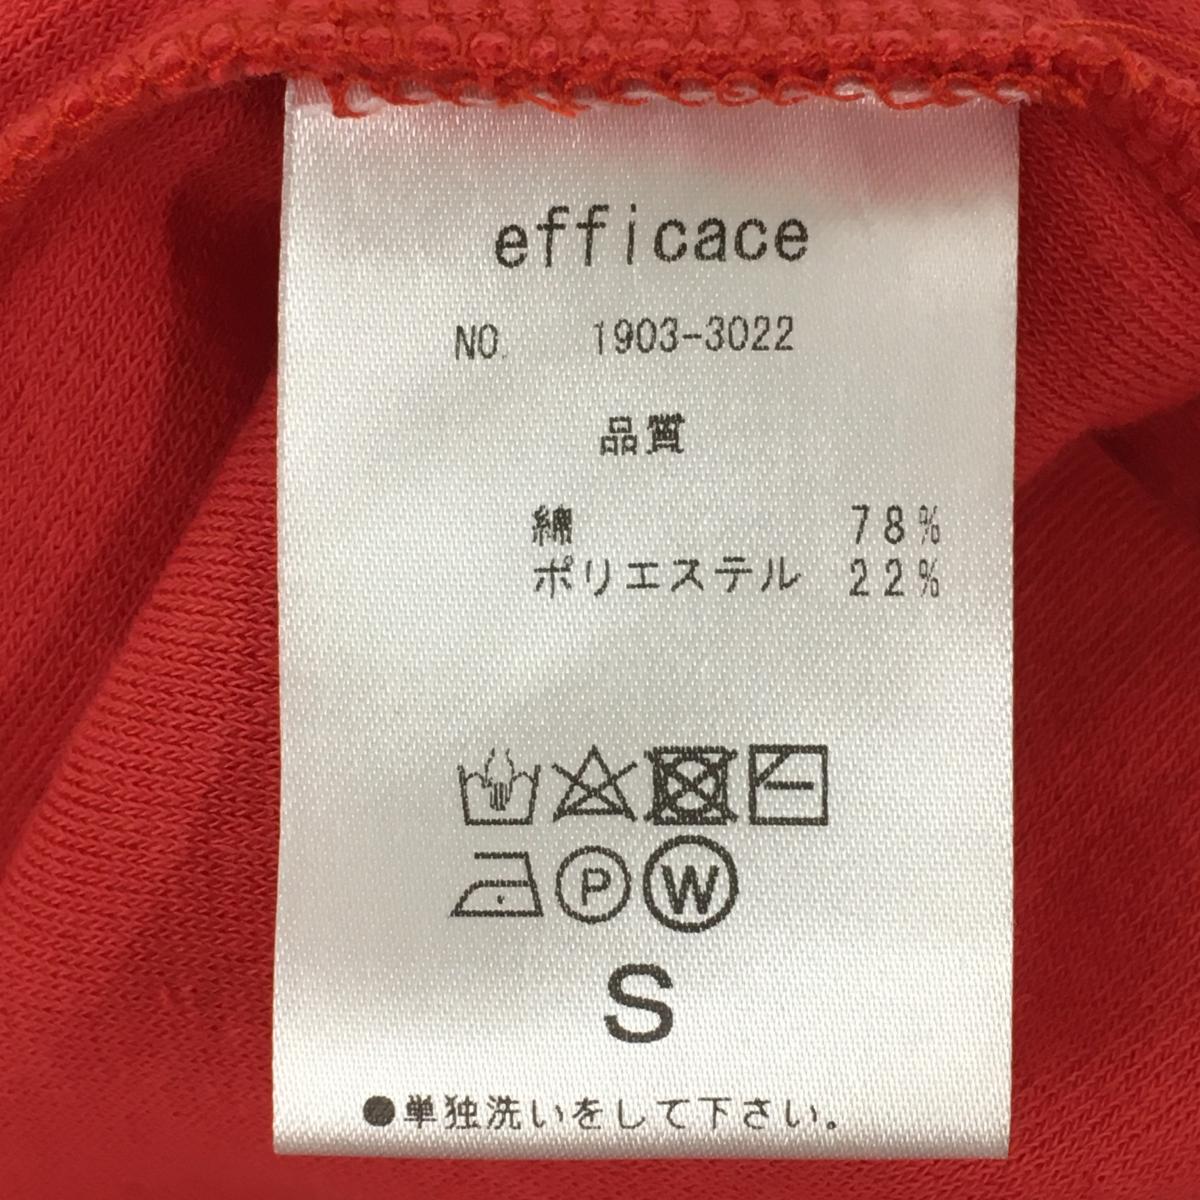 efficace
NO. 1903-3022
品質
綿 78%
ポリエステル 22%
P W
S
●単独洗いをして下さい。